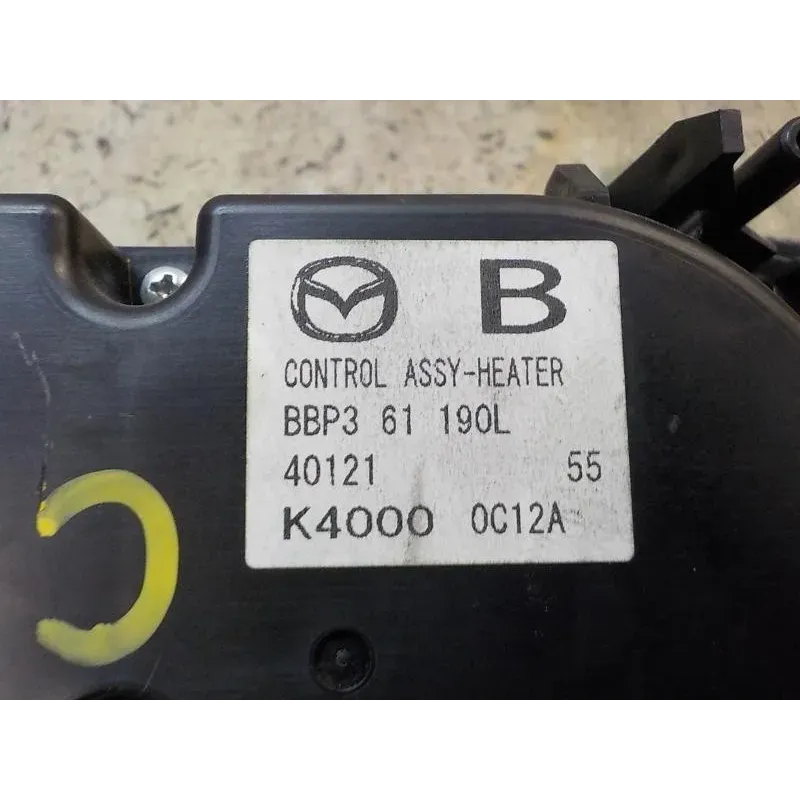 B
CONTROL ASSY-HEATER
BBP3 61 190L
40121 55
K4000 0C12A